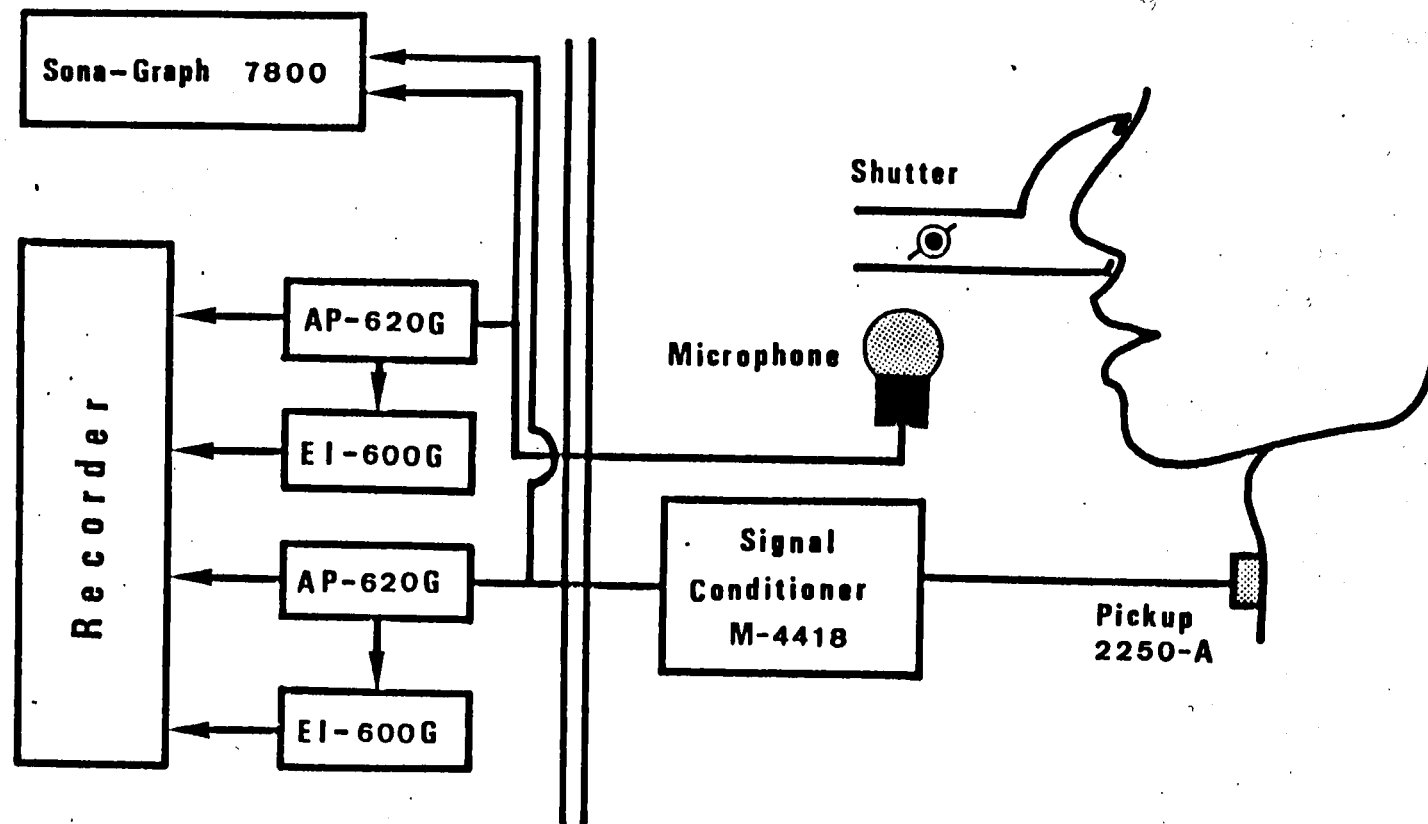 Sona-Graph 7800
Shutter
AP-620G
Microphone
EI-600G
Recorder
Signal
Conditioner
M-4418
AP-620G
Pickup
2250-A
EI-600G